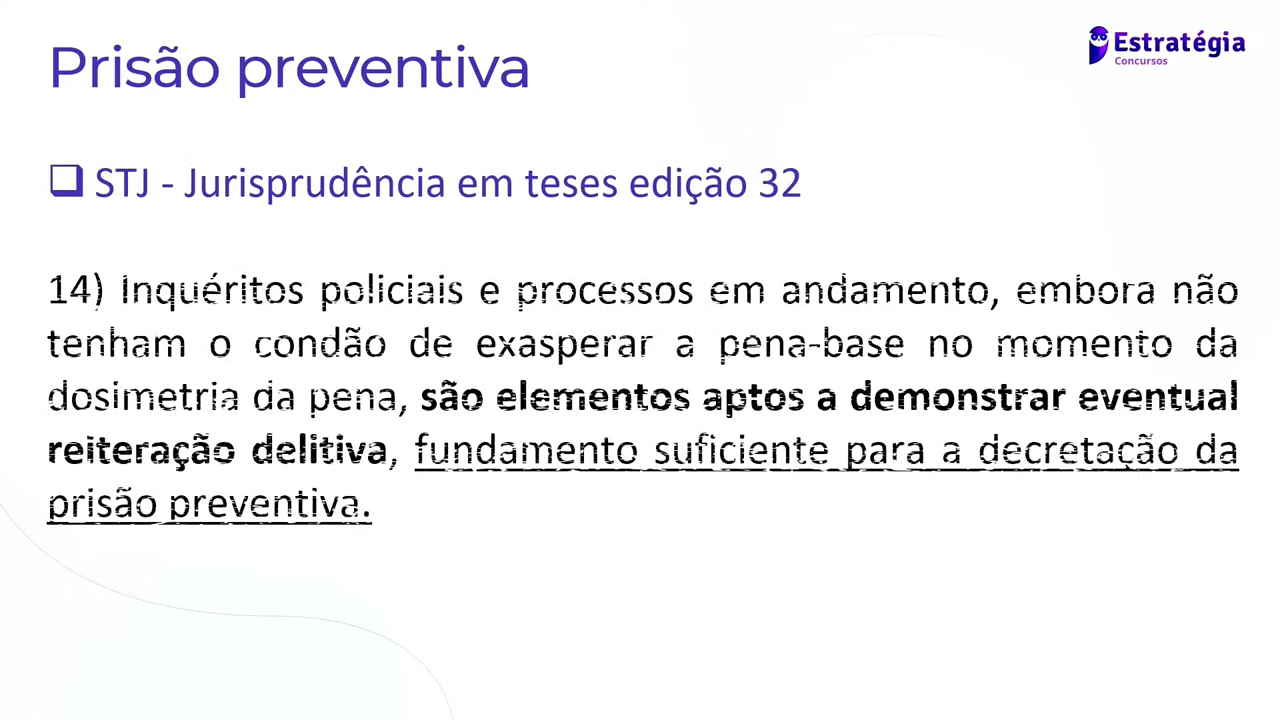 Prisão preventiva
Estratégia
Concursos
STJ - Jurisprudência em teses edição 32
14) Inquéritos policiais e processos em andamento, embora não
tenham o condão de exasperar a pena-base no momento da
dosimetria da pena, são elementos aptos a demonstrar eventual
reiteração delitiva, fundamento suficiente para a decretação da
prisão preventiva.